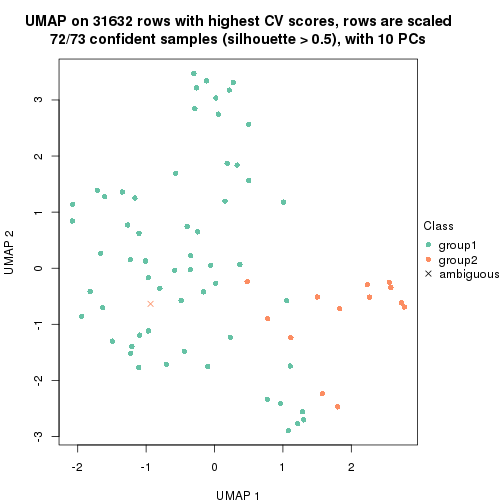 UMAP on 31632 rows with highest CV scores, rows are scaled
72/73 confident samples (silhouette > 0.5), with 10 PCs
3
2
1
0
-1
-2
-3
UMAP 2
-2
-1
0
1
2
UMAP 1
Class
group1
group2
ambiguous